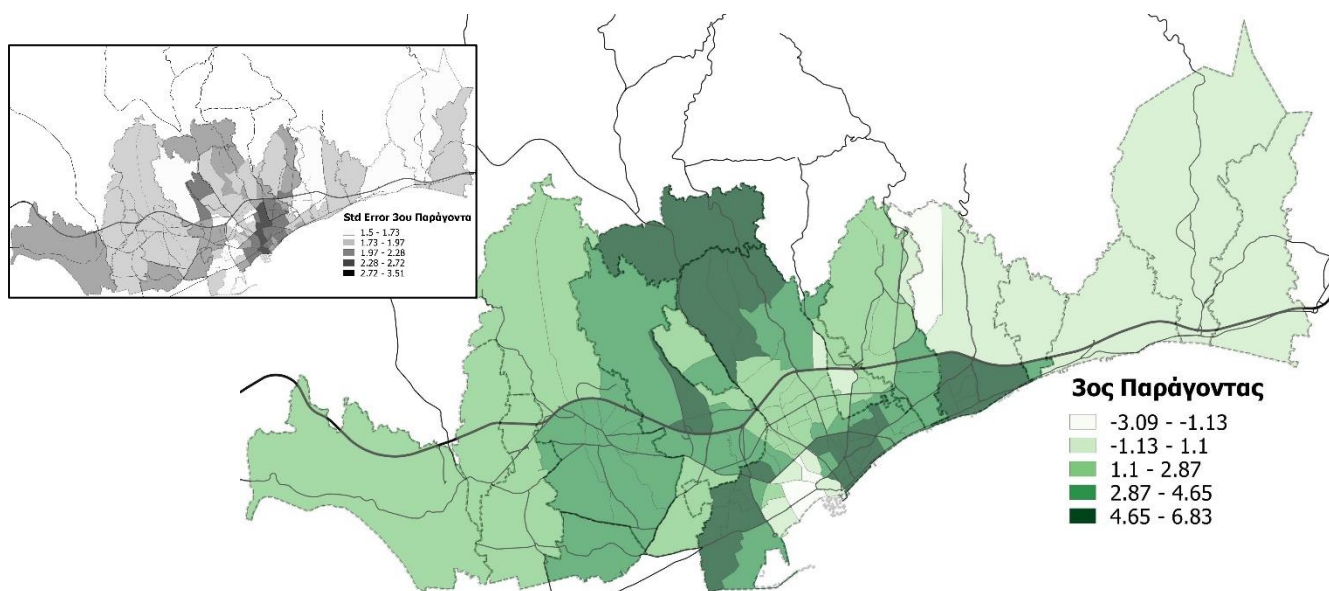 Std Error 3ου Παράγοντα
1.5 - 1.73
1.73 - 1.97
1.97 - 2.28
2.28 - 2.72
2.72 - 3.51
3ος Παράγοντας
-3.09 - -1.13
-1.13 - 1.1
1.1 - 2.87
2.87 - 4.65
4.65 - 6.83